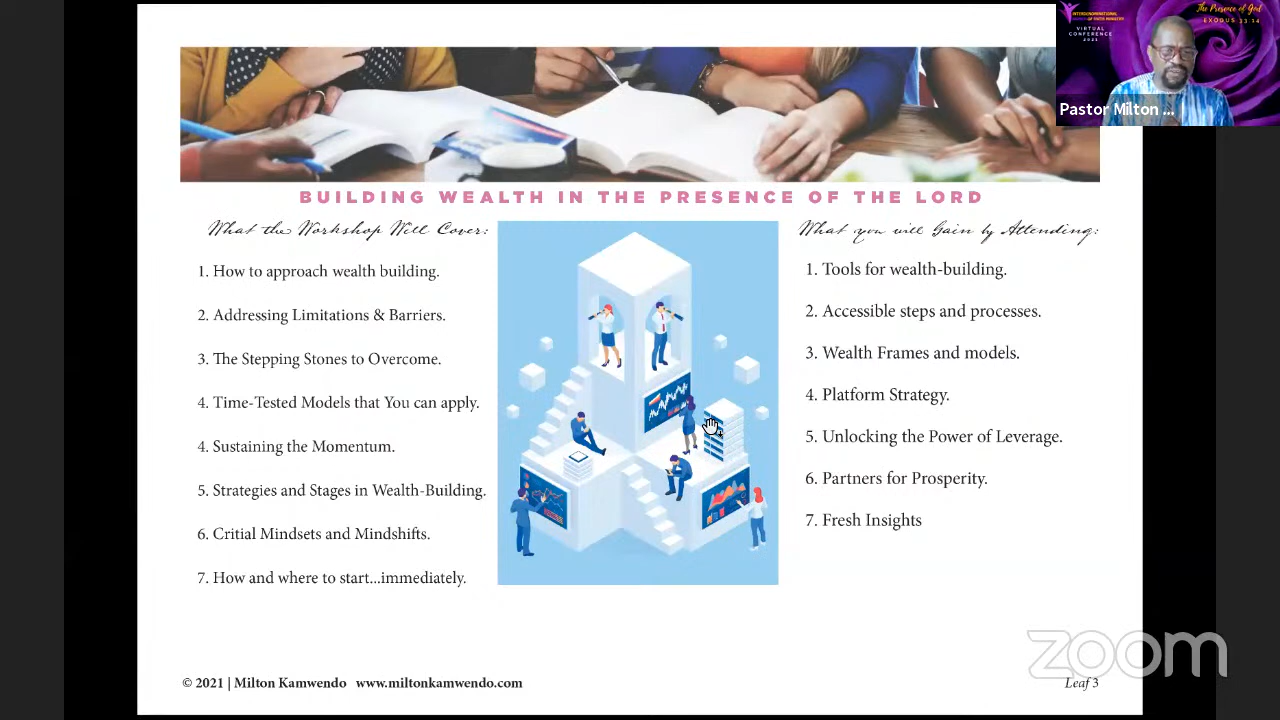 INTERDENOMINATIONAL
VIRTUAL
CONFERENCE
2021
The Presence of God
EXODUS 33:14
Pastor Milton ...
BUILDING WEALTH IN THE PRESENCE OF THE LORD
What the Workshop Will Cover:
1. How to approach wealth building.
2. Addressing Limitations & Barriers.
3. The Stepping Stones to Overcome.
4. Time-Tested Models that You can apply.
4. Sustaining the Momentum.
5. Strategies and Stages in Wealth-Building.
6. Critial Mindsets and Mindshifts.
7. How and where to start...immediately.
What you will Gain by Attending:
1. Tools for wealth-building.
2. Accessible steps and processes.
3. Wealth Frames and models.
4. Platform Strategy.
5. Unlocking the Power of Leverage.
6. Partners for Prosperity.
7. Fresh Insights
zoom
© 2021 | Milton Kamwendo www.miltonkamwendo.com
Leaf 3